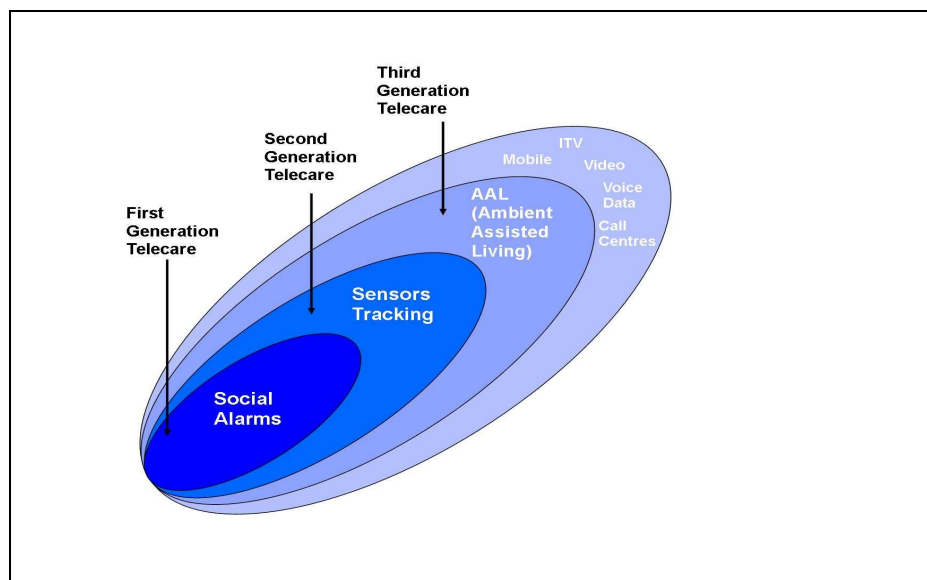 Third
Generation
Telecare
Second
Generation
Telecare
First
Generation
Telecare
ITV
Mobile
Video
Voice
Data
Call
Centres
AAL
(Ambient
Assisted
Living)
Sensors
Tracking
Social
Alarms